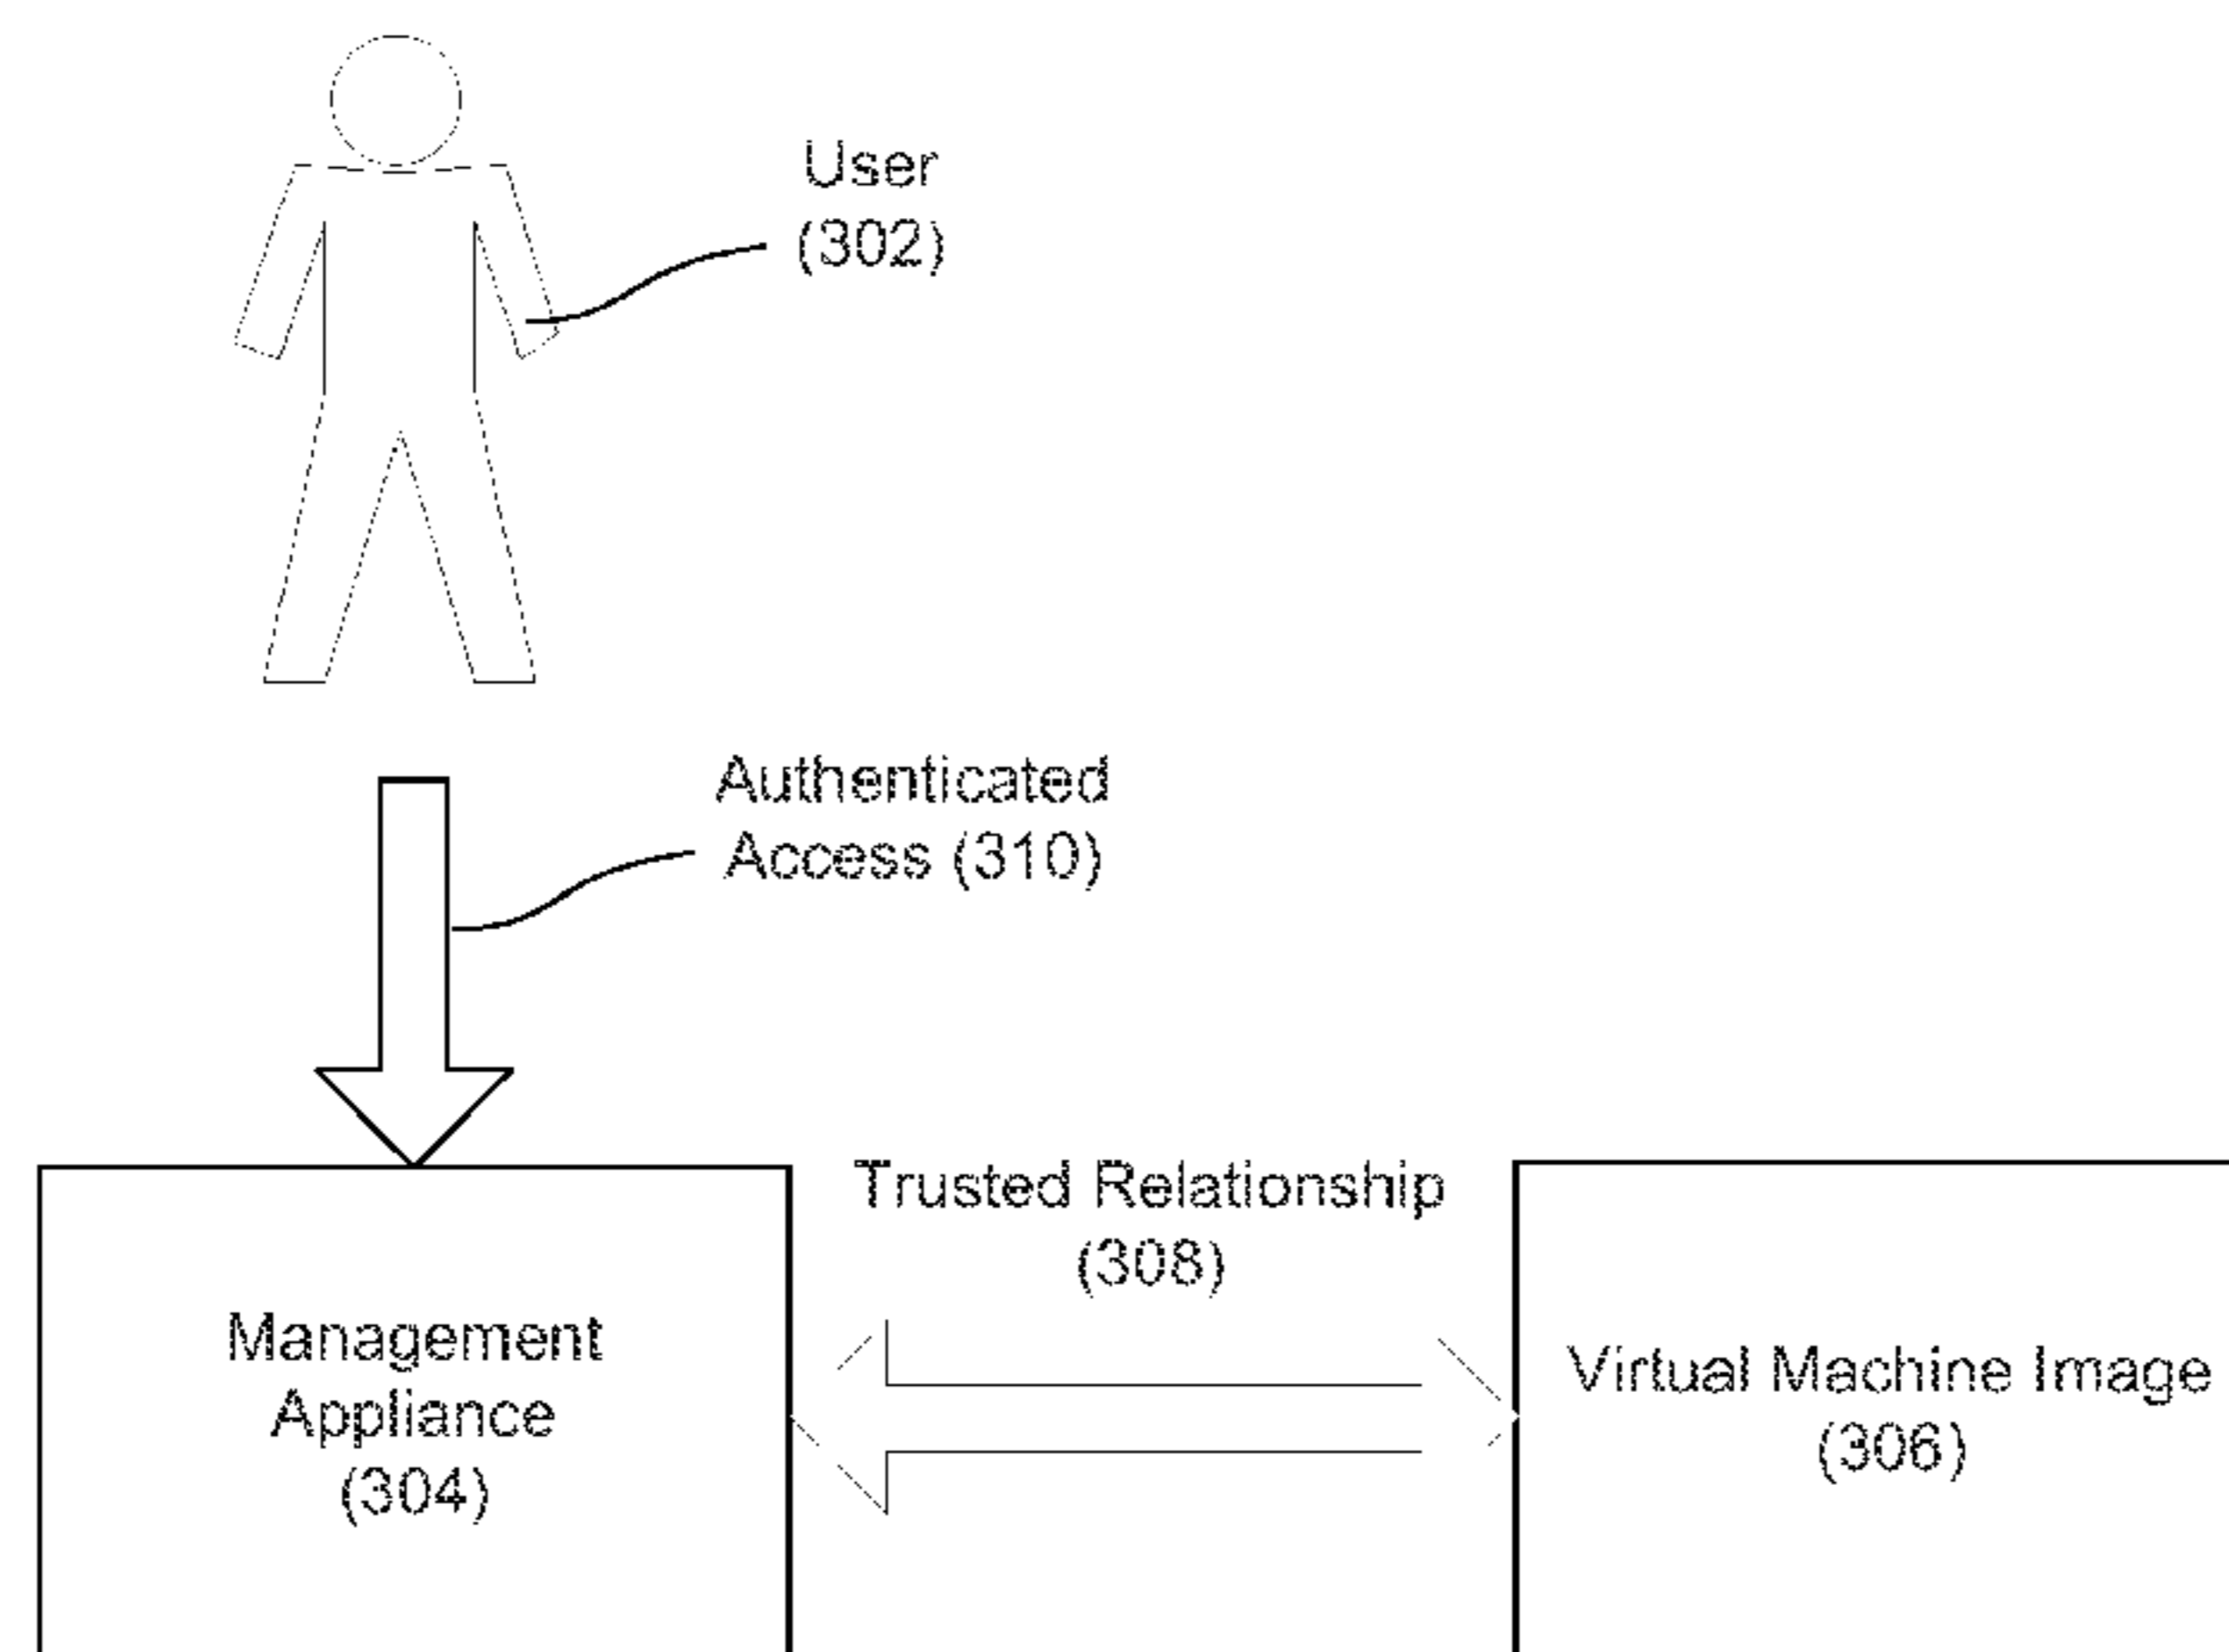 User
(302)
Authenticated
Access (310)
Trusted Relationship
(308)
Management
Appliance
(304)
Virtual Machine Image
(306)